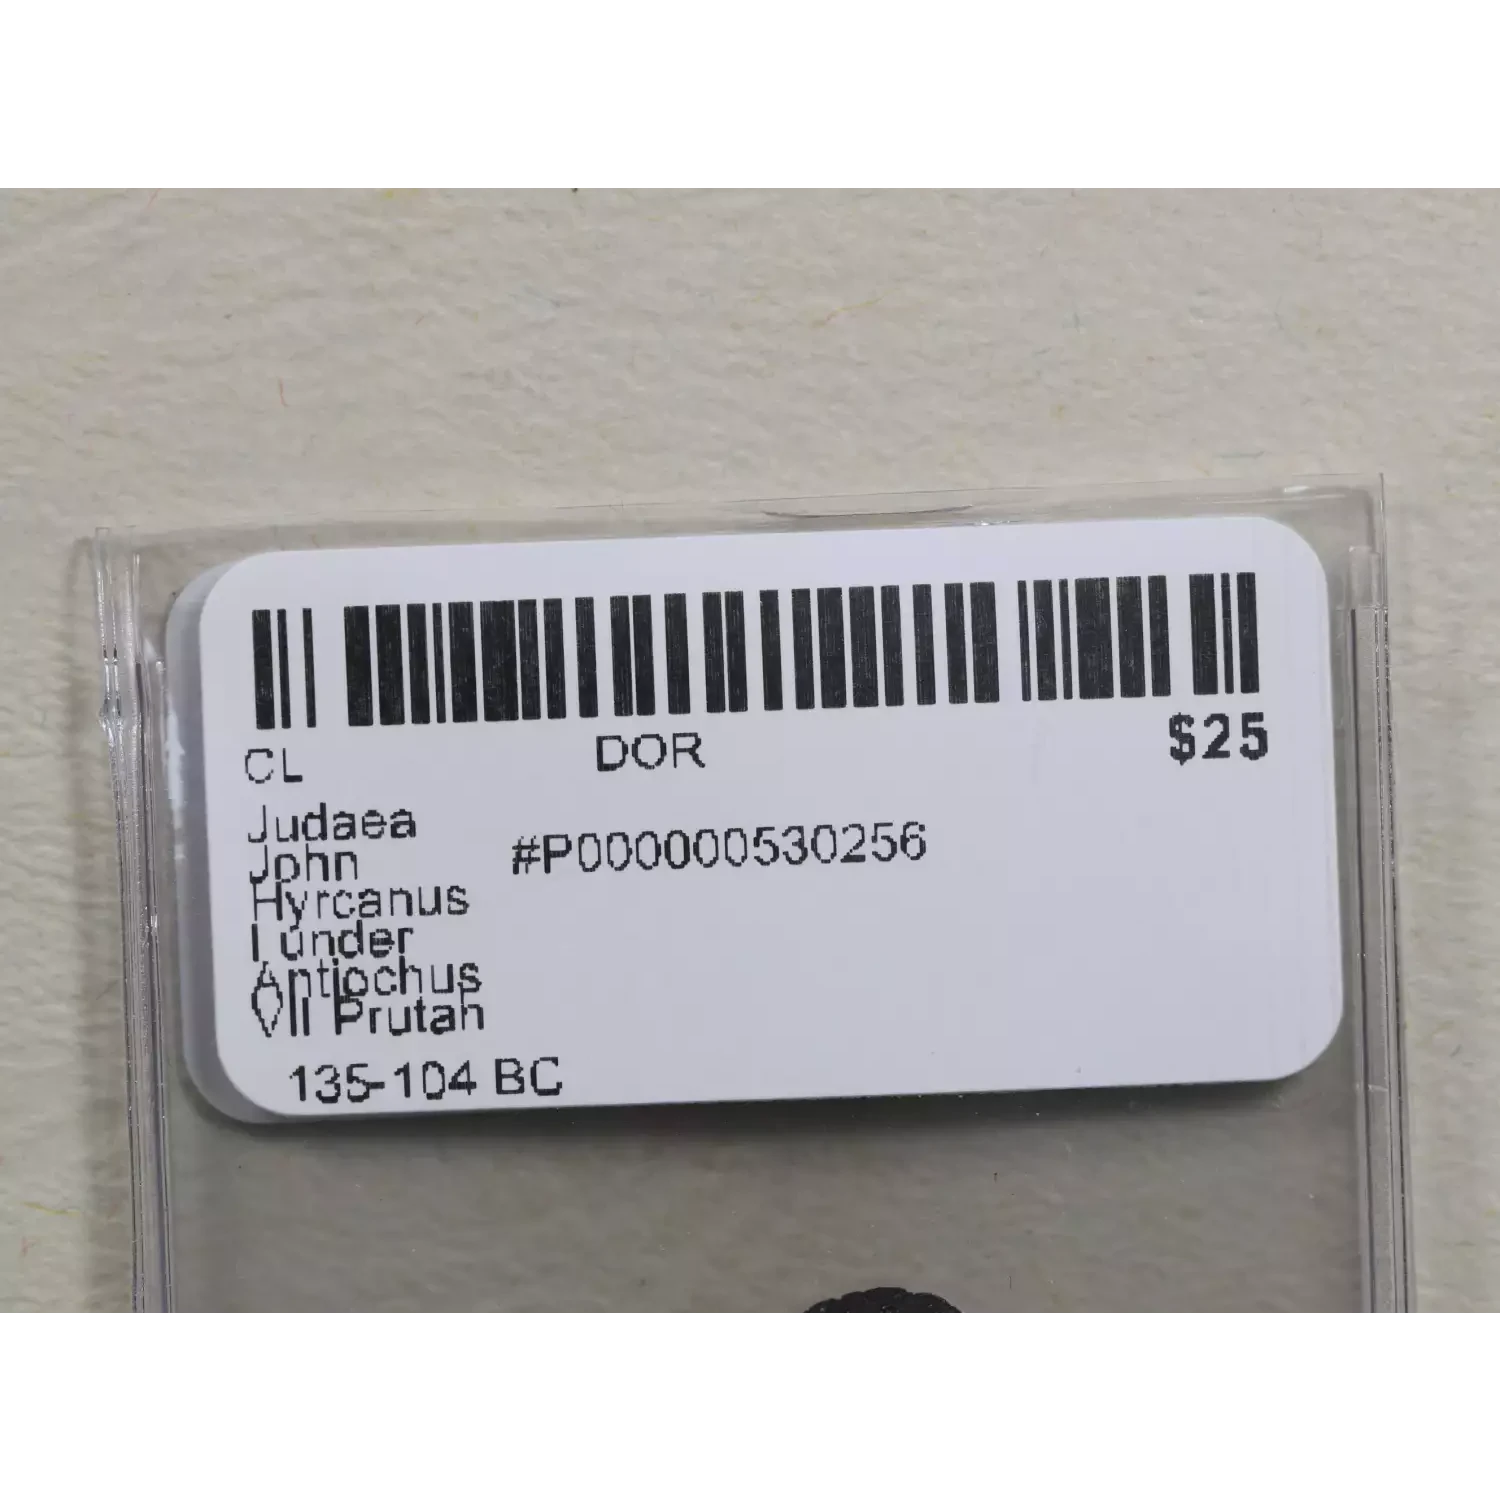 CL DOR $25
Judaea
John #P000000530256
Hyrcanus
I under
Antiochus
VII Prutah
135-104 BC